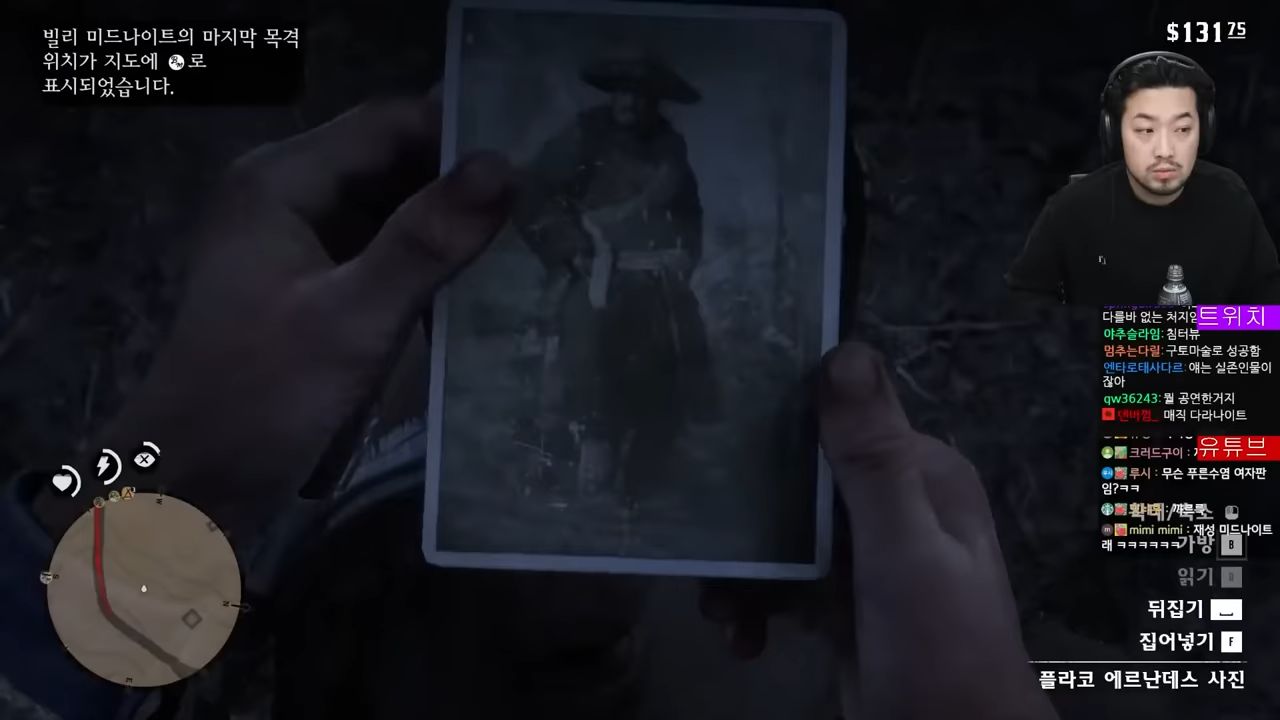 빌리 미드나이트의 마지막 목격
위치가 지도에 로
표시되었습니다.
$131 75
다를바 없는 처지임
트위치
야추슬라임: 침터뷰
멈추는다릴: 구토마술로 성공함
엔타로테사다르: 얘는 실존인물이
잖아
qw36243: 뭘 공연한거지
댄버껌_ 매직 다라나이트
유튜브
크러드구이 :
루시 : 무슨 푸른수염 여자판
임?ㅋㅋ
확대/축소
mimi mimi : 재성 미드나이트
래 ㅋㅋㅋㅋㅋㅋ
가방 B
읽기
뒤집기
집어넣기 F
플라코 에르난데스 사진